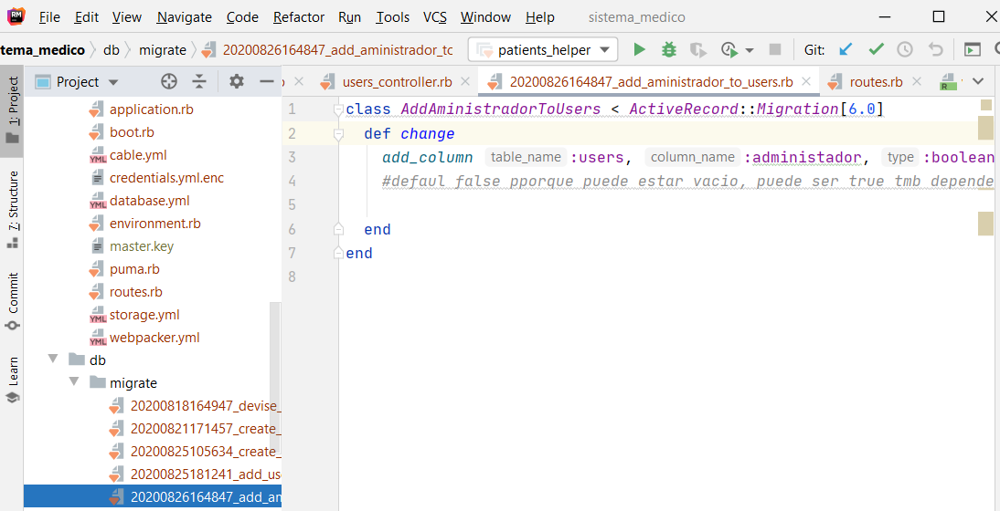 RM
File Edit View Navigate Code Refactor Run Tools VCS Window Help sistema_medico
tema_medico db migrate 20200826164847_add_aministrador_tc patients_helper Git:
Project users_controller.rb 20200826164847_add_aministrador_to_users.rb routes.rb
1: Project
7: Structure
Commit
Learn
application.rb
boot.rb
cable.yml
credentials.yml.enc
database.yml
environment.rb
master.key
puma.rb
routes.rb
storage.yml
webpacker.yml
db
migrate
20200818164947_devise_
20200821171457_create_
20200825105634_create_
20200825181241_add_use
20200826164847_add_am
1 class AddAministradorToUsers < ActiveRecord::Migration[6.0]
2 def change
3 add_column table_name :users, column_name :administador, type :boolean
4 #defaul false pporque puede estar vacio, puede ser true tmb depende
5
6 end
7 end
8